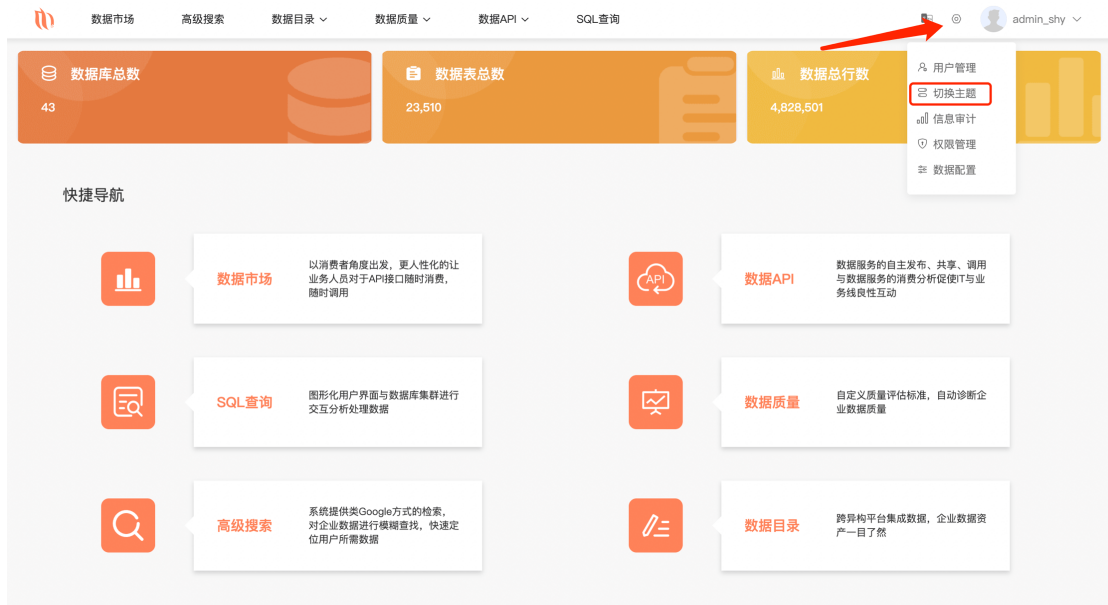 数据市场 高级搜索 数据目录 数据质量 数据API SQL查询 admin_shy
数据库总数
43
数据表总数
23,510
数据总行数
4,828,501
用户管理
切换主题
信息审计
权限管理
数据配置
快捷导航
数据市场
以消费者角度出发，更人性化的让
业务人员对于API接口随时消费，
随时调用
API
数据API
数据服务的自主发布、共享、调用
与数据服务的消费分析促使IT与业
务线良性互动
SQL查询
图形化用户界面与数据库集群进行
交互分析处理数据
数据质量
自定义质量评估标准，自动诊断企
业数据质量
高级搜索
系统提供类Google方式的检索，
对企业数据进行模糊查找，快速定
位用户所需数据
数据目录
跨异构平台集成数据，企业数据资
产一目了然